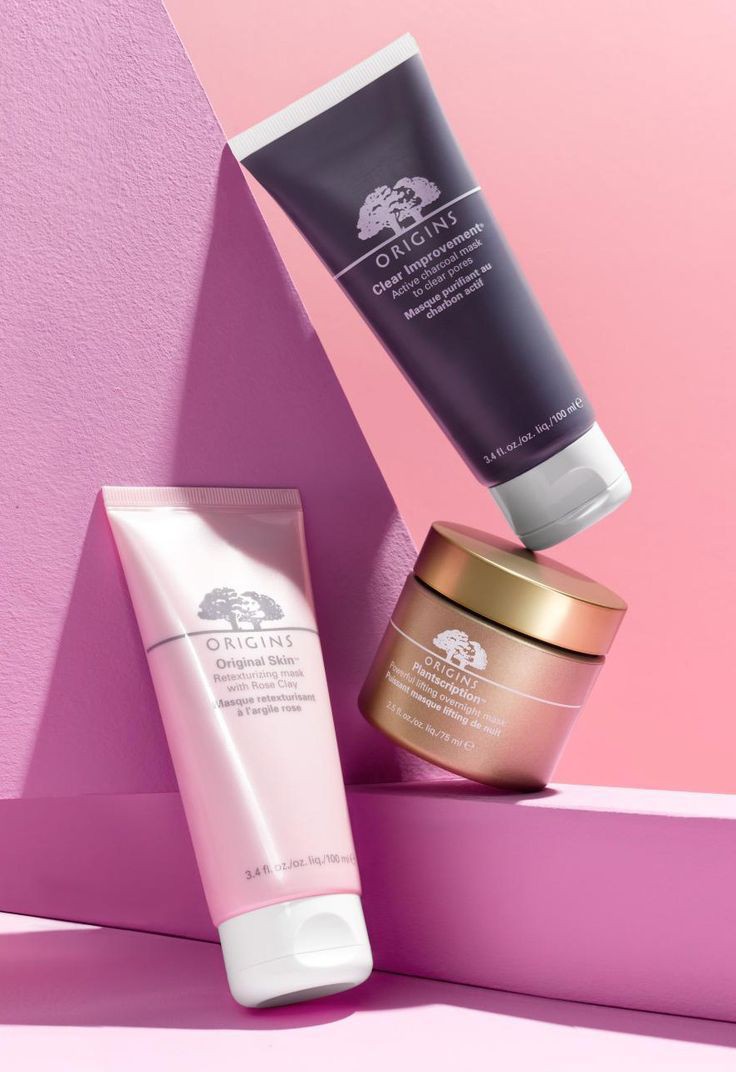 ORIGINS
Clear Improvement®
Active charcoal mask
to clear pores
Masque purifiant au
charbon actif
3.4 fl. oz./oz. liq./100 ml ℮
ORIGINS
Original Skin™
Retexturizing mask
with Rose Clay
Masque retexturisant
à l'argile rose
3.4 fl. oz./oz. liq./100 ml ℮
ORIGINS
Plantscription™
Powerful lifting overnight mask
Puissant masque lifting de nuit
2.5 fl. oz./oz. liq./75 ml ℮